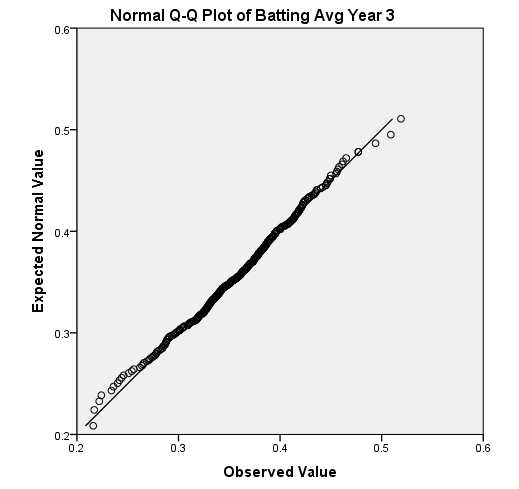 Normal Q-Q Plot of Batting Avg Year 3
0.6
0.5
0.4
0.3
0.2
Expected Normal Value
0.2 0.3 0.4 0.5 0.6
Observed Value